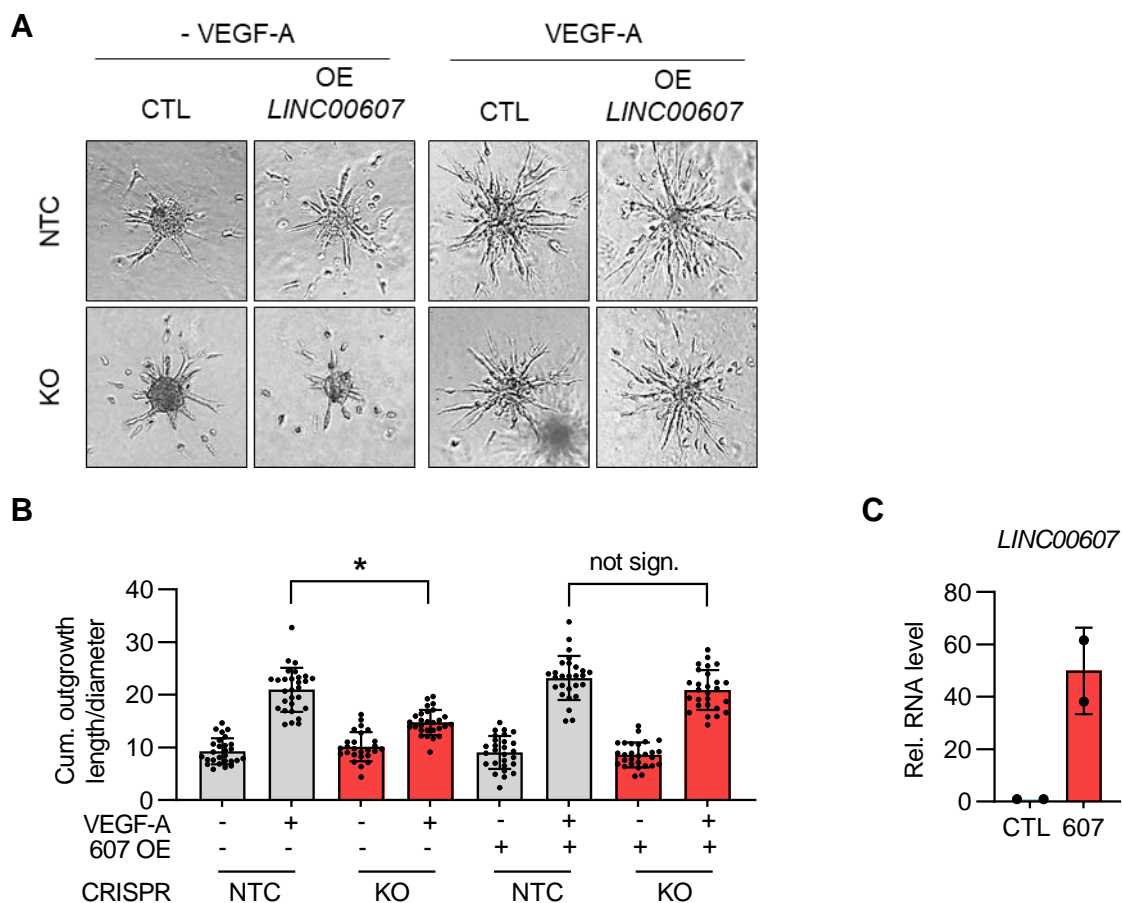 A
- VEGF-A
VEGF-A
CTL
OE
LINC00607
CTL
OE
LINC00607
NTC
KO
B
Cum. outgrowth
length/diameter
40
30
20
10
0
*
not sign.
VEGF-A - + - + - + - +
607 OE - - - - + + + +
CRISPR NTC KO NTC KO
C
LINC00607
Rel. RNA level
80
60
40
20
0
CTL 607